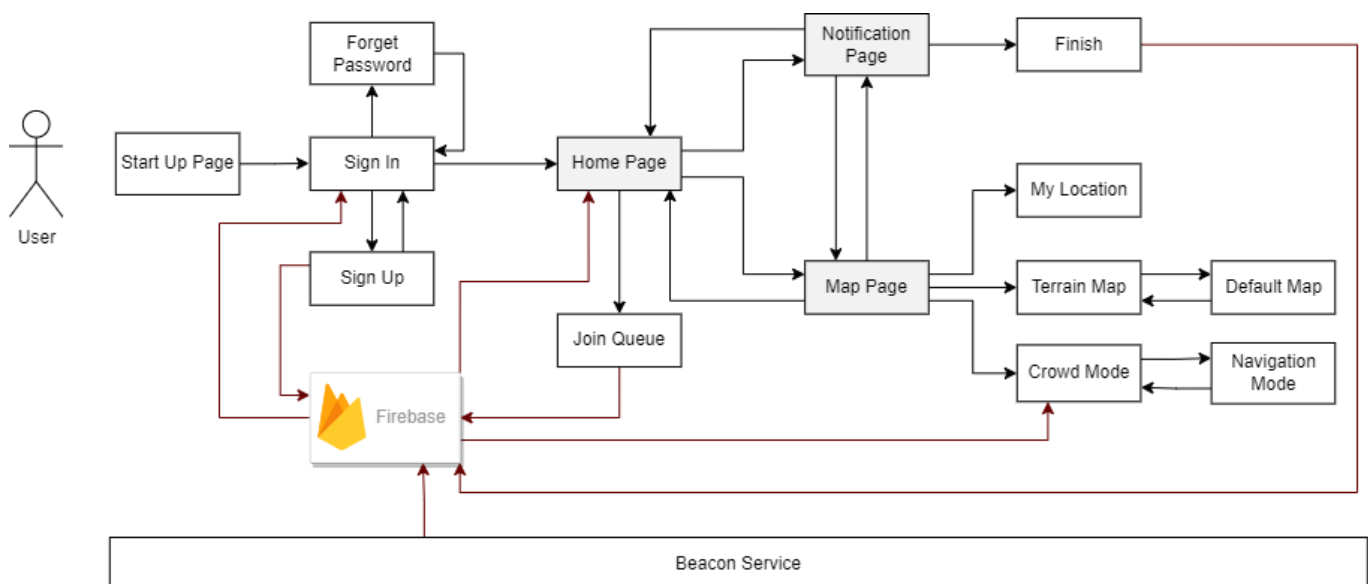 User
Start Up Page
Forget
Password
Sign In
Sign Up
Firebase
Home Page
Join Queue
Notification
Page
Map Page
Finish
My Location
Terrain Map
Default Map
Crowd Mode
Navigation
Mode
Beacon Service